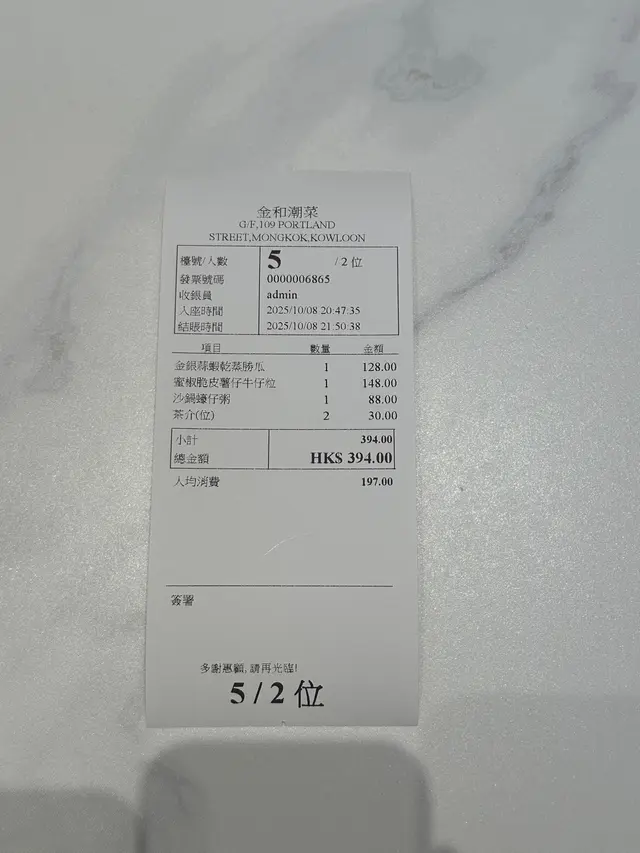 金和潮菜
G/F,109 PORTLAND
STREET,MONGKOK,KOWLOON
檯號/人數 5 /2 位
發票號碼 0000006865
收銀員 admin
入座時間 2025/10/08 20:47:35
結賬時間 2025/10/08 21:50:38
項目 數量 金額
金銀蒜蝦乾蒸勝瓜 1 128.00
蜜椒脆皮薯仔牛仔粒 1 148.00
沙鍋蠔仔粥 1 88.00
茶介(位) 2 30.00
小計 394.00
總金額 HK$ 394.00
人均消費 197.00
簽署
多謝惠顧,請再光臨!
5 / 2 位